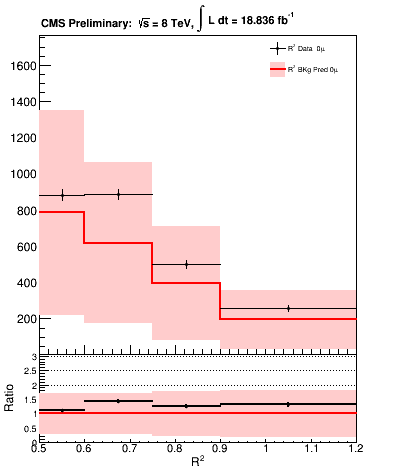 CMS Preliminary: √s = 8 TeV, ∫ L dt = 18.836 fb⁻¹
R² Data 0μ
R² BKg Pred 0μ
1600
1400
1200
1000
800
600
400
200
3
2.5
2
1.5
1
0.5
0
Ratio
0.5 0.6 0.7 0.8 0.9 1 1.1 1.2
R²